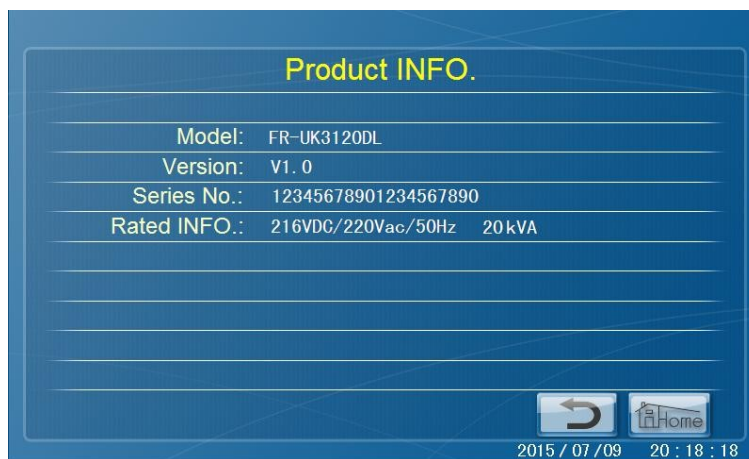 Product INFO.
Model: FR-UK3120DL
Version: V1.0
Series No.: 12345678901234567890
Rated INFO.: 216VDC/220Vac/50Hz 20kVA
Home
2015/07/09 20:18:18